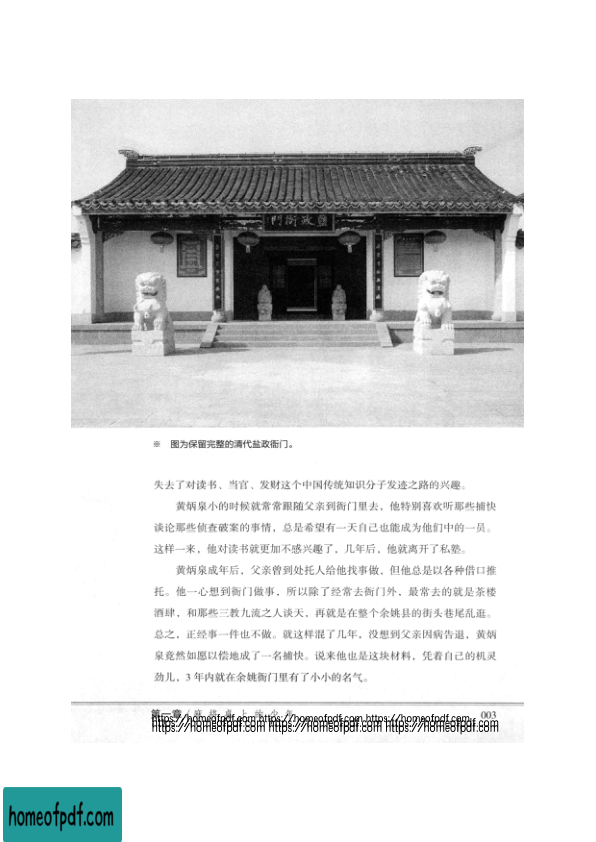 鹽政衙門
※ 图为保留完整的清代盐政衙门。
失去了对读书、当官、发财这个中国传统知识分子发迹之路的兴趣。
黄炳泉小的时候就常常跟随父亲到衙门里去，他特别喜欢听那些捕快
谈论那些侦查破案的事情，总是希望有一天自己也能成为他们中的一员。
这样一来，他对读书就更加不感兴趣了，几年后，他就离开了私塾。
黄炳泉成年后，父亲曾到处托人给他找事做，但他总是以各种借口推
托。他一心想到衙门做事，所以除了经常去衙门外，最常去的就是茶楼
酒肆，和那些三教九流之人谈天，再就是在整个余姚县的街头巷尾乱逛。
总之，正经事一件也不做。就这样混了几年，没想到父亲因病告退，黄炳
泉竟然如愿以偿地成了一名捕快。说来他也是这块材料，凭着自己的机灵
劲儿，3 年内就在余姚衙门里有了小小的名气。
第一章 / 麻 将 桌 上 的 少 年 003
https://homeofpdf.com https://homeofpdf.com https://homeofpdf.com
https://homeofpdf.com https://homeofpdf.com https://homeofpdf.com
homeofpdf.com